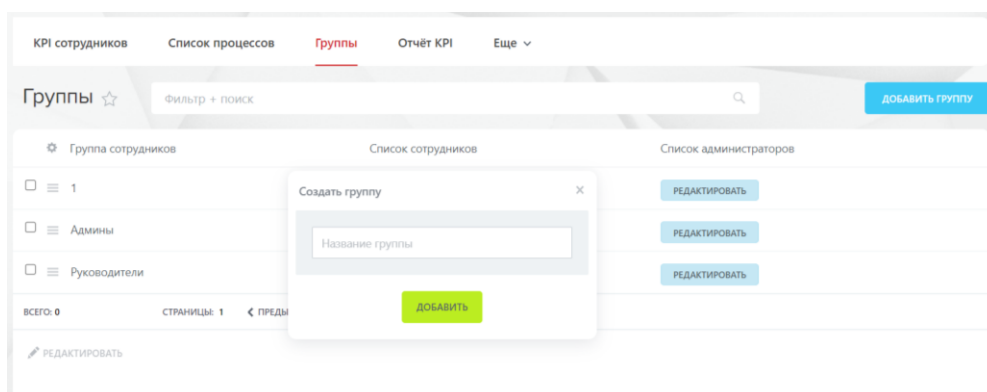 KPI сотрудников Список процессов Группы Отчёт KPI Еще
Группы Фильтр + поиск ДОБАВИТЬ ГРУППУ
Группа сотрудников Список сотрудников Список администраторов
1 РЕДАКТИРОВАТЬ
Создать группу
Админы РЕДАКТИРОВАТЬ
Название группы
Руководители РЕДАКТИРОВАТЬ
ВСЕГО: 0 СТРАНИЦЫ: 1 ПРЕДЫ
ДОБАВИТЬ
РЕДАКТИРОВАТЬ